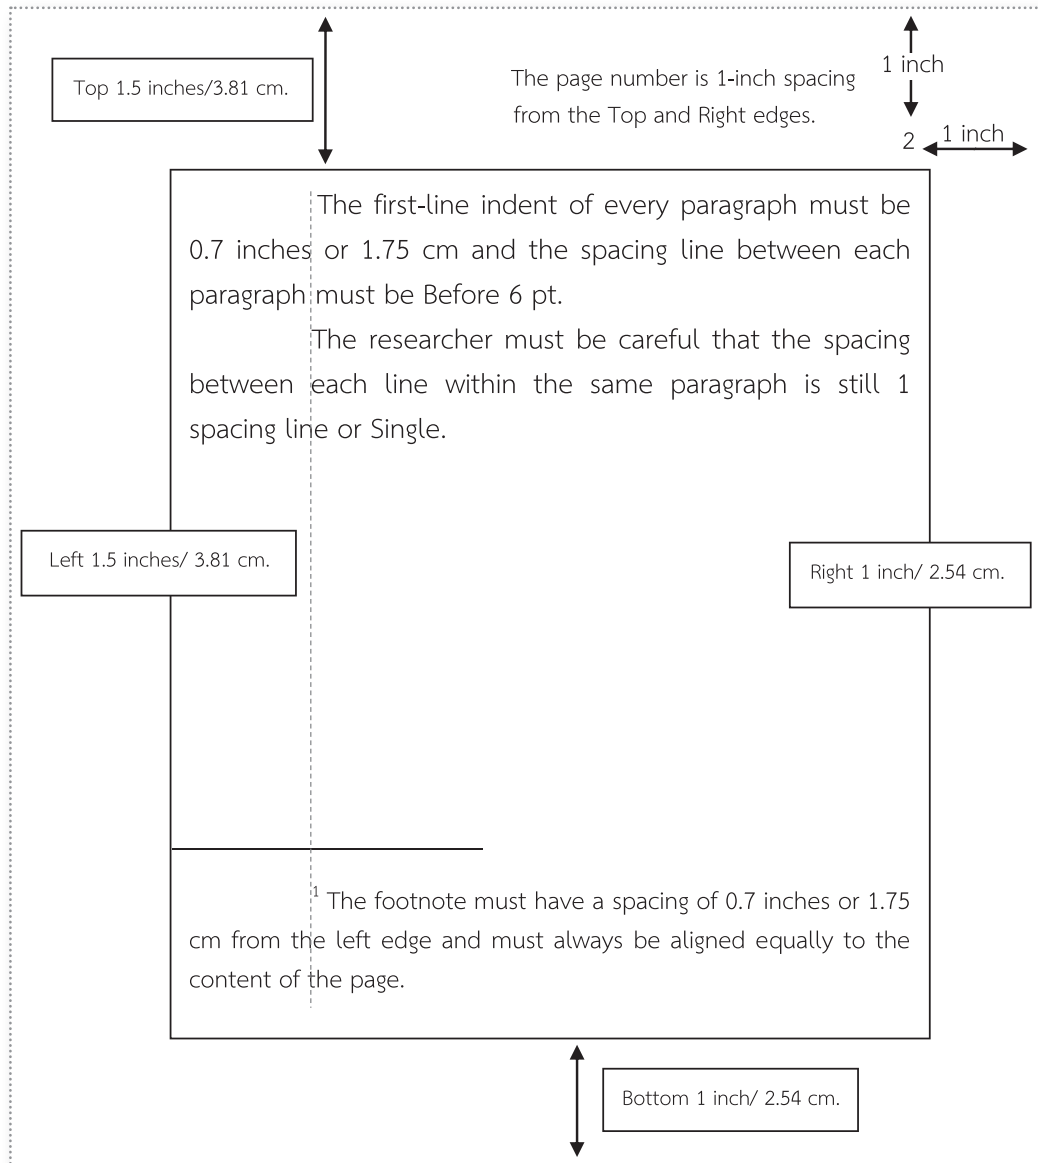 Top 1.5 inches/3.81 cm.
The page number is 1-inch spacing
from the Top and Right edges.
1 inch
2
1 inch
The first-line indent of every paragraph must be
0.7 inches or 1.75 cm and the spacing line between each
paragraph must be Before 6 pt.
The researcher must be careful that the spacing
between each line within the same paragraph is still 1
spacing line or Single.
Left 1.5 inches/ 3.81 cm.
Right 1 inch/ 2.54 cm.
1 The footnote must have a spacing of 0.7 inches or 1.75
cm from the left edge and must always be aligned equally to the
content of the page.
Bottom 1 inch/ 2.54 cm.